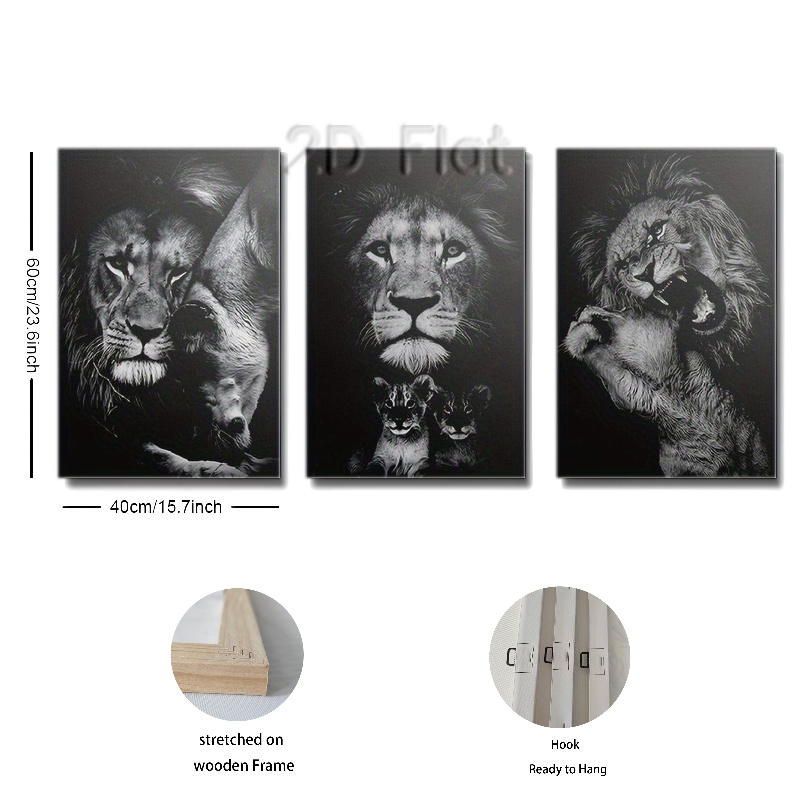 2D Flat
60cm/23.6inch
40cm/15.7inch
stretched on
wooden Frame
Hook
Ready to Hang